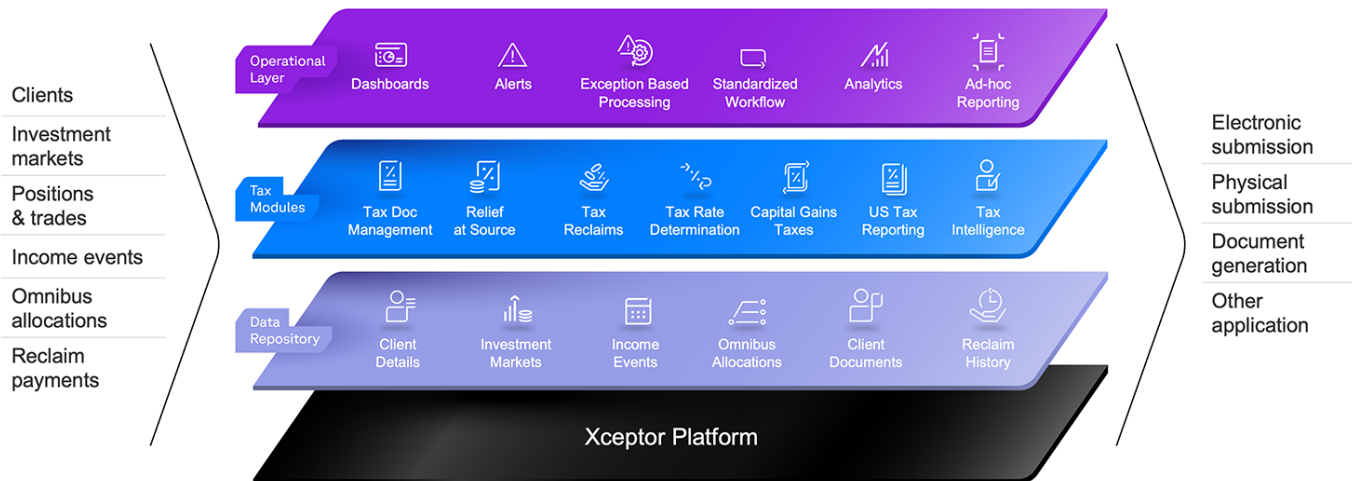 Clients
Investment
markets
Positions
& trades
Income events
Omnibus
allocations
Reclaim
payments
Operational
Layer
Dashboards
Alerts
Exception Based
Processing
Standardized
Workflow
Analytics
Ad-hoc
Reporting
Tax
Modules
Tax Doc
Management
Relief
at Source
Tax
Reclaims
Tax Rate
Determination
Capital Gains
Taxes
US Tax
Reporting
Tax
Intelligence
Data
Repository
Client
Details
Investment
Markets
Income
Events
Omnibus
Allocations
Client
Documents
Reclaim
History
Xceptor Platform
Electronic
submission
Physical
submission
Document
generation
Other
application